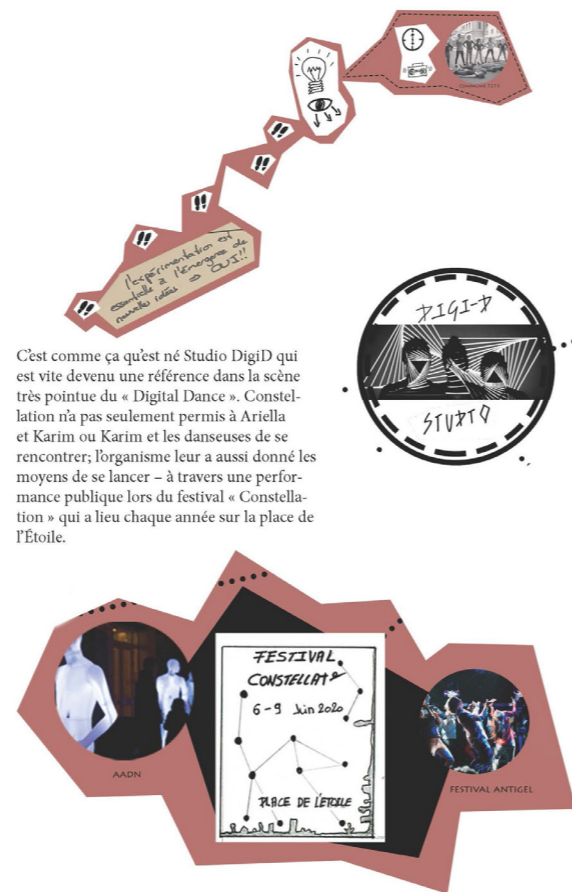 COMMUNE TOTE
l'expérimentation est
essentielle à l'émergence de
nouvelles idées ⇒ OUI!!
DIGI-D
STUDIO
C'est comme ça qu'est né Studio DigiD qui
est vite devenu une référence dans la scène
très pointue du « Digital Dance ». Constel-
lation n'a pas seulement permis à Ariella
et Karim ou Karim et les danseuses de se
rencontrer; l'organisme leur a aussi donné les
moyens de se lancer – à travers une perfor-
mance publique lors du festival « Constella-
tion » qui a lieu chaque année sur la place de
l'Étoile.
FESTIVAL
6-9 Juin 2020
PLACE DE L'ÉTOILE
AADN
FESTIVAL ANTIGEL